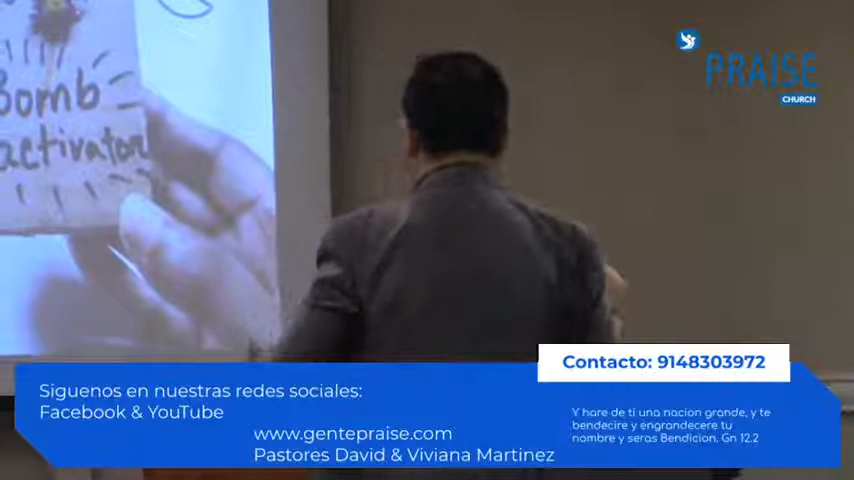 Bomb
activator
PRAISE
CHURCH
Contacto: 9148303972
Siguenos en nuestras redes sociales:
Facebook & YouTube
www.gentepraise.com
Pastores David & Viviana Martinez
Y hare de ti una nacion grande, y te
bendecire y engrandecere tu
nombre y seras Bendicion. Gn 12.2